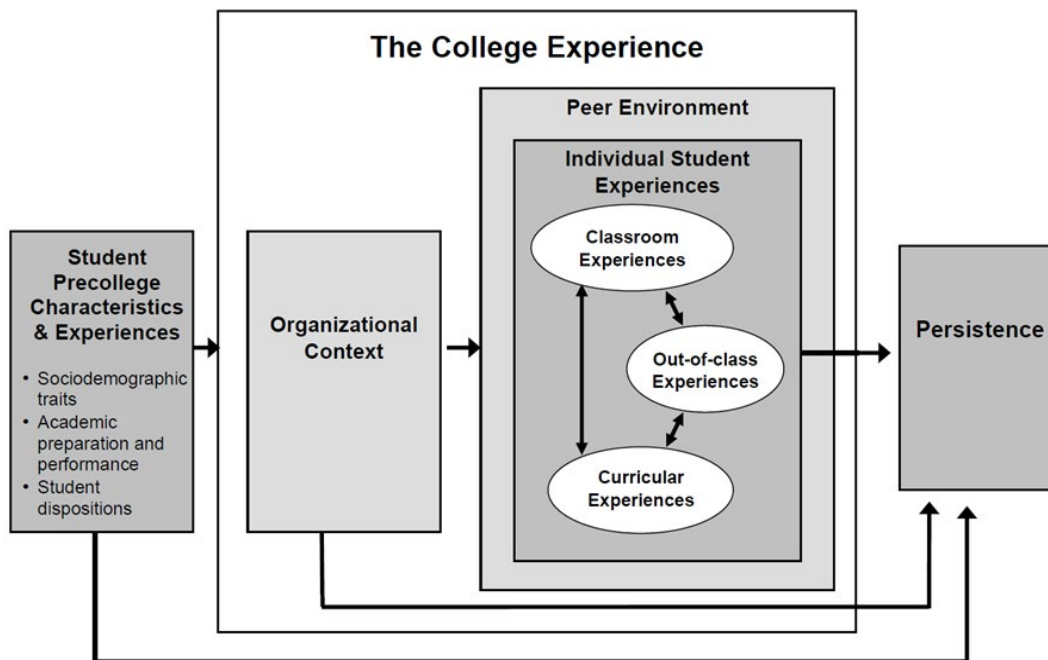 The College Experience
Peer Environment
Individual Student
Experiences
Classroom
Experiences
Out-of-class
Experiences
Curricular
Experiences
Student
Precollege
Characteristics
& Experiences
• Sociodemographic
traits
• Academic
preparation and
performance
• Student
dispositions
Organizational
Context
Persistence